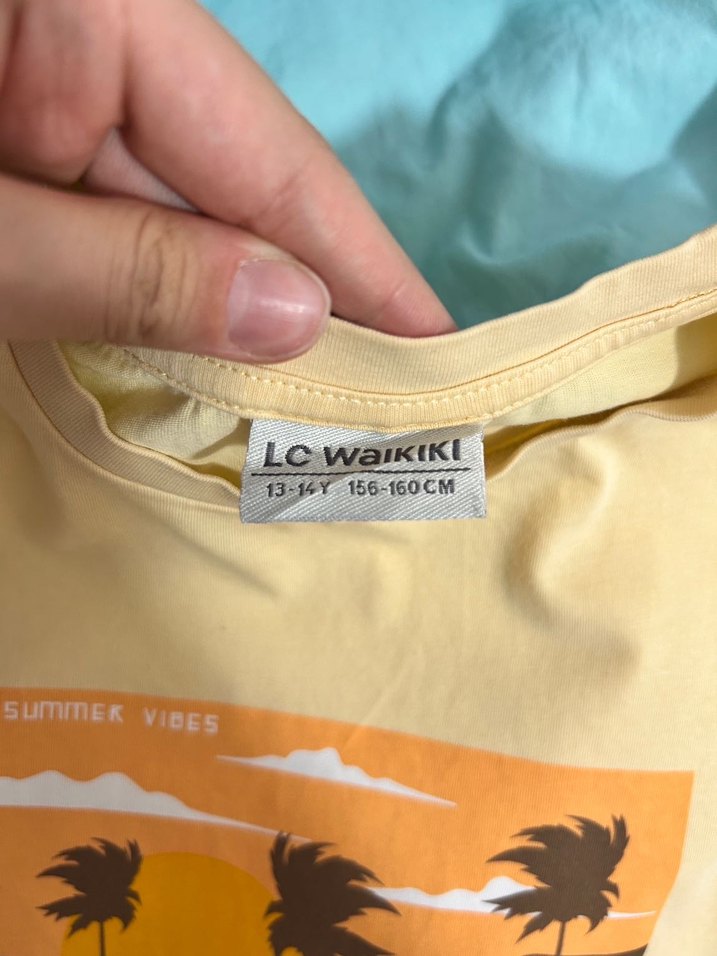 LC WAIKIKI
13-14Y 156-160CM
SUMMER VIBES